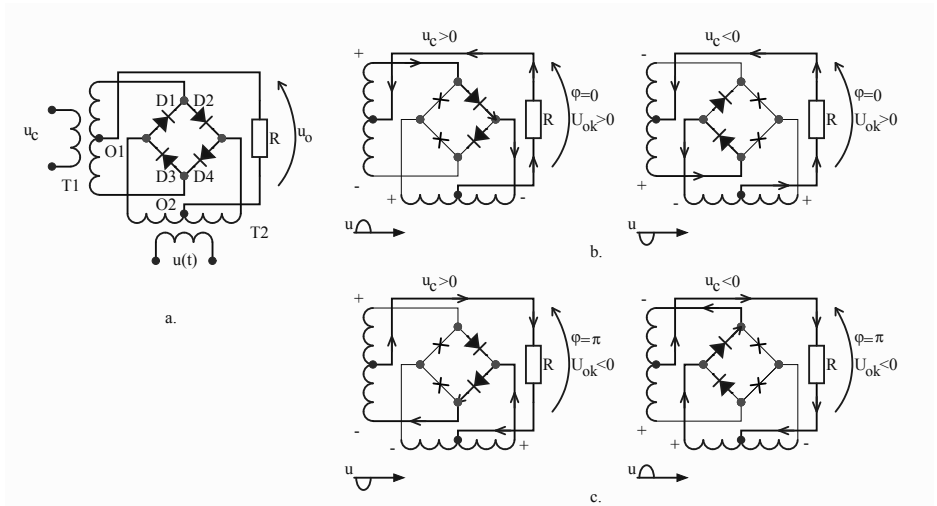 D1 D2
u_c
O1
R
u_o
T1
D3 D4
O2
T2
u(t)
a.
u_c>0
+
φ=0
R
U_ok>0
-
+ -
u
u_c<0
-
φ=0
R
U_ok>0
+
- +
u
b.
u_c>0
+
φ=π
R
U_ok<0
-
- +
u
u_c<0
-
φ=π
R
U_ok<0
+
+ -
u
c.